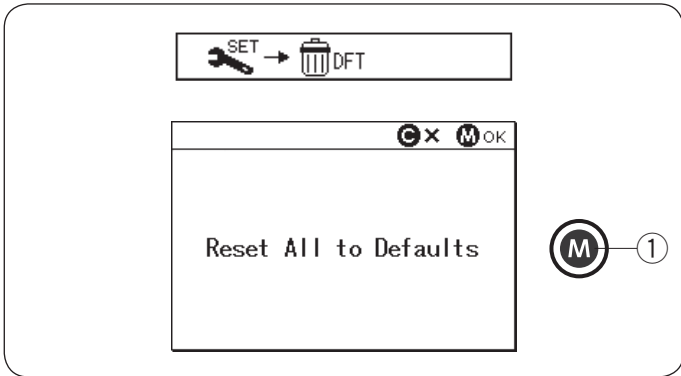 SET → DFT
C × M OK
Reset All to Defaults
M 1